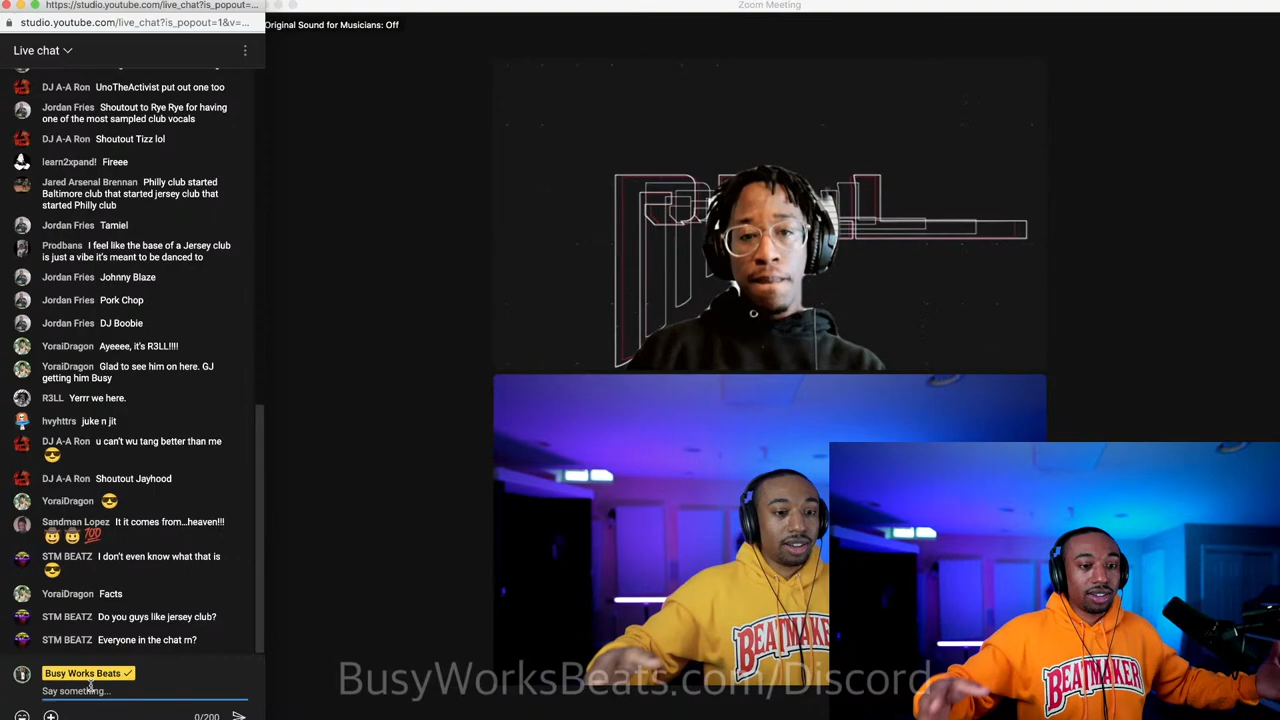 https://studio.youtube.com/live_chat?is_popout=...
Zoom Meeting
studio.youtube.com/live_chat?is_popout=1&v=...
Original Sound for Musicians: Off
Live chat
DJ A-A Ron UnoTheActivist put out one too
Jordan Fries Shoutout to Rye Rye for having
one of the most sampled club vocals
DJ A-A Ron Shoutout Tizz lol
learn2xpand! Fireee
Jared Arsenal Brennan Philly club started
Baltimore club that started jersey club that
started Philly club
Jordan Fries Tamiel
Prodbans I feel like the base of a Jersey club
is just a vibe it's meant to be danced to
Jordan Fries Johnny Blaze
Jordan Fries Pork Chop
Jordan Fries DJ Boobie
YoraiDragon Ayeeee, it's R3LL!!!!
YoraiDragon Glad to see him on here. GJ
getting him Busy
R3LL Yerrr we here.
hvyhttrs juke n jit
DJ A-A Ron u can't wu tang better than me
😎
DJ A-A Ron Shoutout Jayhood
YoraiDragon 😎
Sandman Lopez It it comes from...heaven!!!
🤠 🤠 💯
STM BEATZ I don't even know what that is
😎
YoraiDragon Facts
STM BEATZ Do you guys like jersey club?
STM BEATZ Everyone in the chat rn?
Busy Works Beats
Say something...
0/200
BEATMAKER
BEATMAKER
BusyWorksBeats.com/Discord